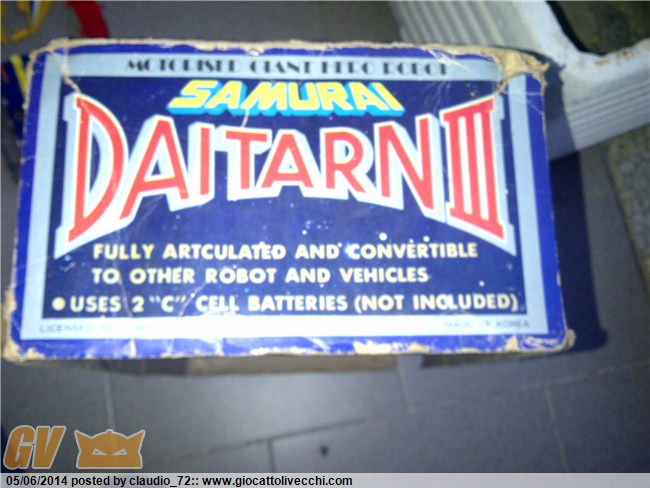 MOTORISED GIANT HERO ROBOT
SAMURAI
DAITARN III
FULLY ARTCULATED AND CONVERTIBLE
TO OTHER ROBOT AND VEHICLES
• USES 2 "C" CELL BATTERIES (NOT INCLUDED)
KOREA
GV
05/06/2014 posted by claudio_72:: www.giocattolivecchi.com